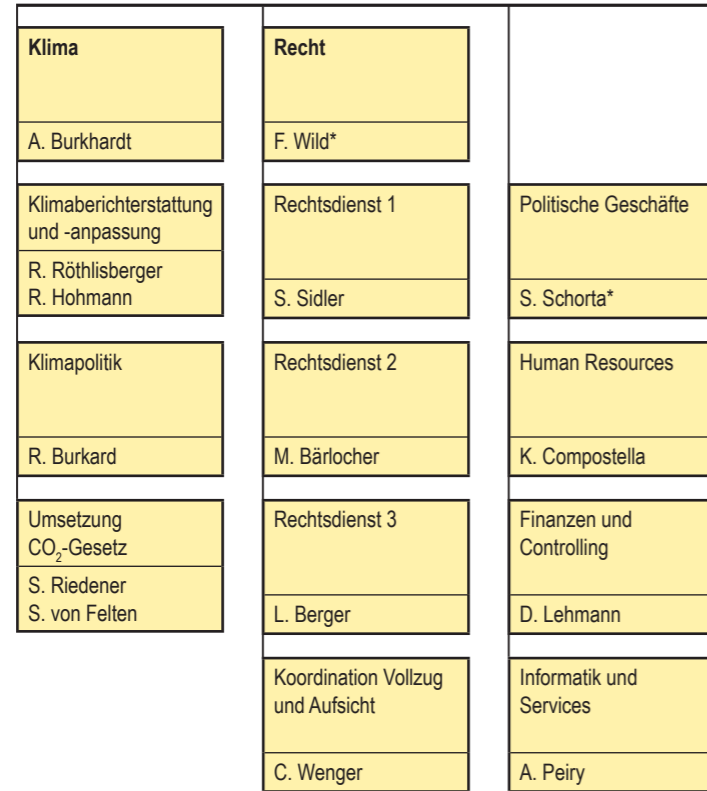 Klima
A. Burkhardt
Klimaberichterstattung
und -anpassung
R. Röthlisberger
R. Hohmann
Klimapolitik
R. Burkard
Umsetzung
CO₂-Gesetz
S. Riedener
S. von Felten
Recht
F. Wild*
Rechtsdienst 1
S. Sidler
Rechtsdienst 2
M. Bärlocher
Rechtsdienst 3
L. Berger
Koordination Vollzug
und Aufsicht
C. Wenger
Politische Geschäfte
S. Schorta*
Human Resources
K. Compostella
Finanzen und
Controlling
D. Lehmann
Informatik und
Services
A. Peiry